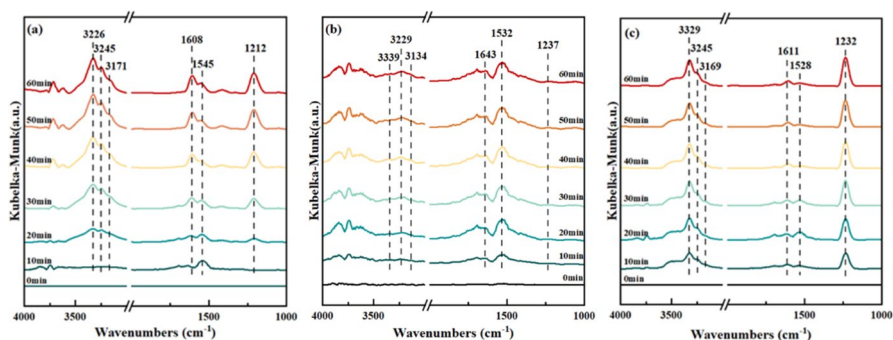 (a)
3226
3245
3171
1608
1545
1212
60min
50min
40min
30min
20min
10min
0min
Kubelka-Munk(a.u.)
4000
3500
1500
1000
Wavenumbers (cm⁻¹)
(b)
3229
3339
3134
1532
1643
1237
60min
50min
40min
30min
20min
10min
0min
Kubelka-Munk(a.u.)
4000
3500
1500
1000
Wavenumbers (cm⁻¹)
(c)
3329
3245
3169
1611
1528
1232
60min
50min
40min
30min
20min
10min
0min
Kubelka-Munk(a.u.)
4000
3500
1500
1000
Wavenumbers (cm⁻¹)